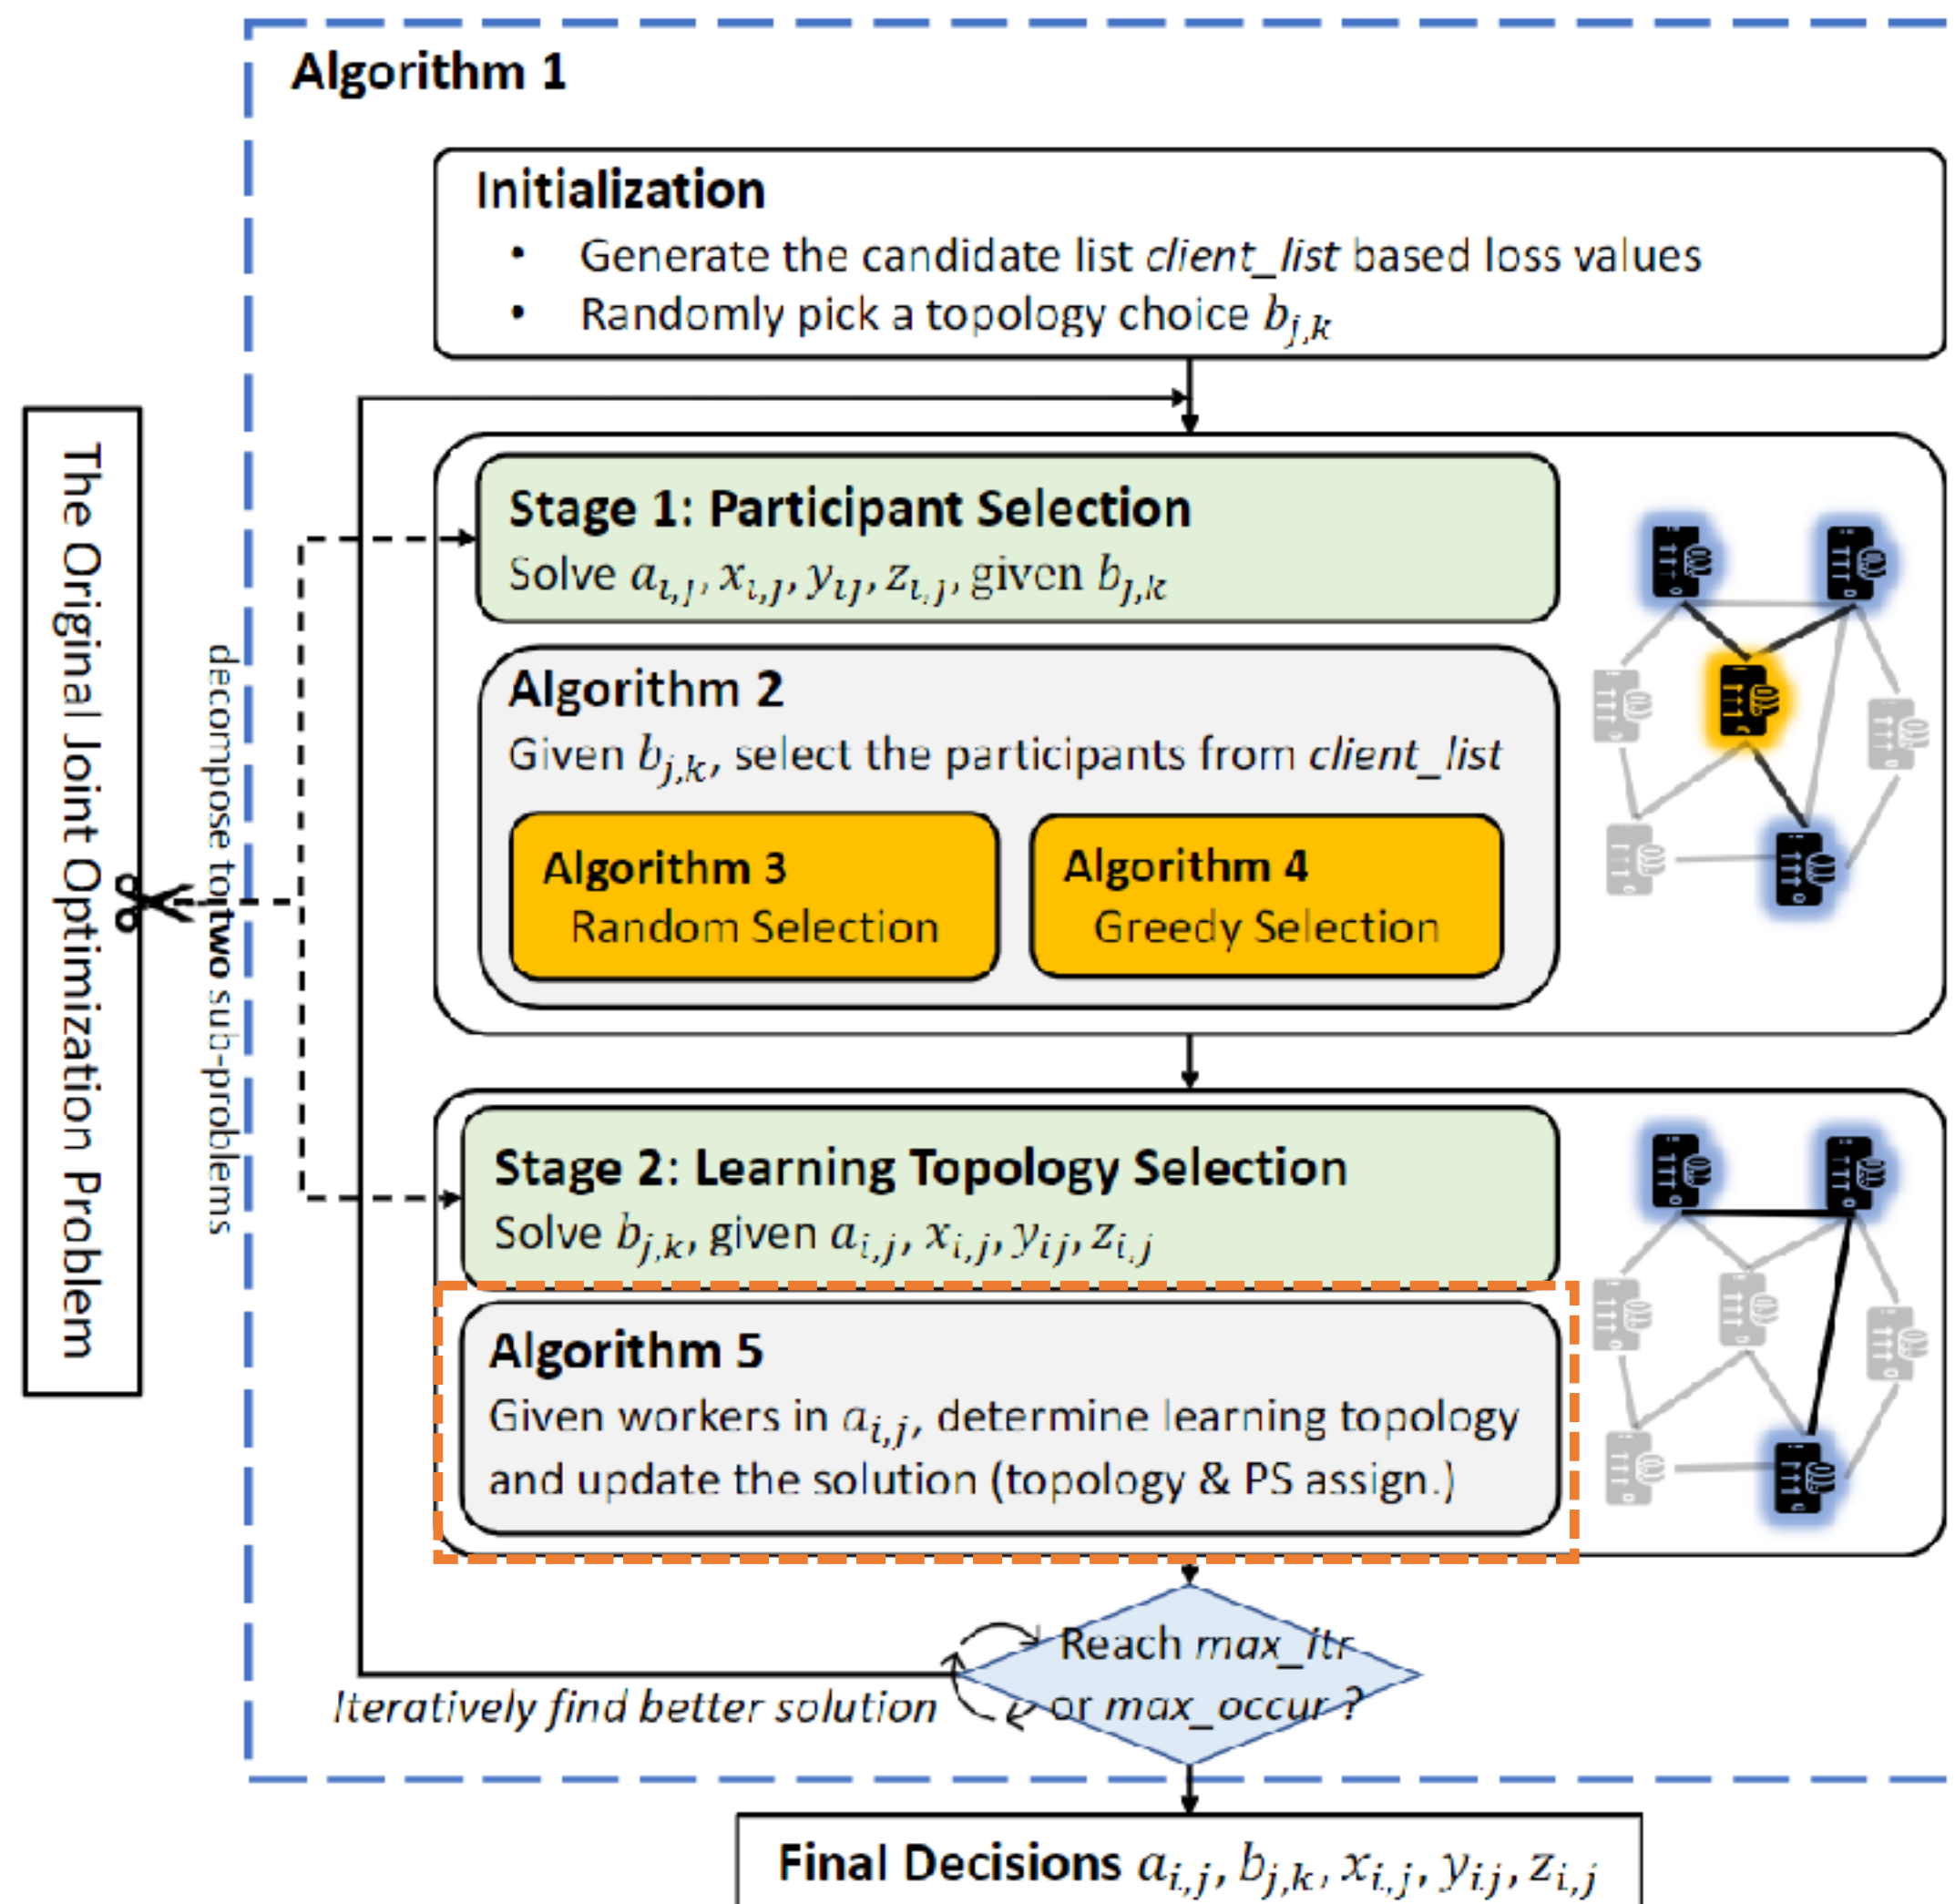 Algorithm 1
Initialization
• Generate the candidate list client_list based loss values
• Randomly pick a topology choice b_{j,k}
The Original Joint Optimization Problem
decompose to two sub-problems
Stage 1: Participant Selection
Solve a_{i,j}, x_{i,j}, y_{ij}, z_{i,j}, given b_{j,k}
Algorithm 2
Given b_{j,k}, select the participants from client_list
Algorithm 3
Random Selection
Algorithm 4
Greedy Selection
Stage 2: Learning Topology Selection
Solve b_{j,k}, given a_{i,j}, x_{i,j}, y_{ij}, z_{i,j}
Algorithm 5
Given workers in a_{i,j}, determine learning topology
and update the solution (topology & PS assign.)
Reach max_itr
or max_occur ?
Iteratively find better solution
Final Decisions a_{i,j}, b_{j,k}, x_{i,j}, y_{i,j}, z_{i,j}